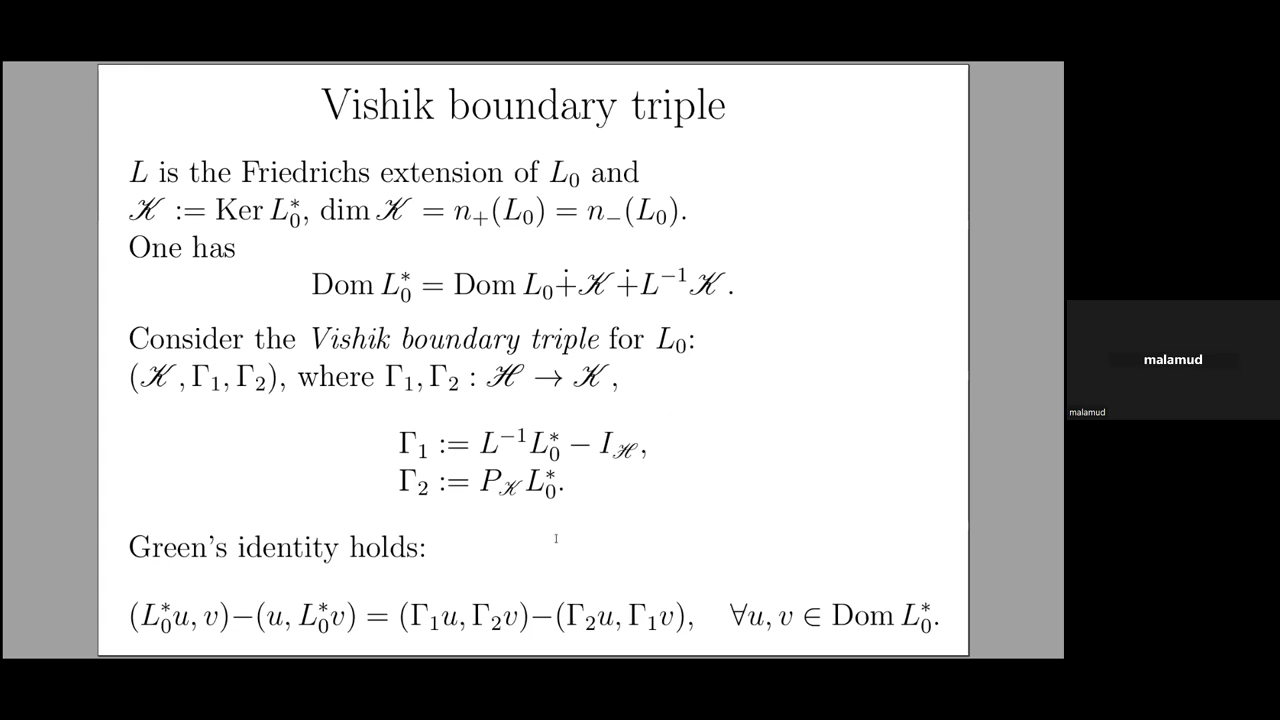 Vishik boundary triple
L is the Friedrichs extension of L₀ and
𝒦 := Ker L₀*, dim 𝒦 = n₊(L₀) = n₋(L₀).
One has
Dom L₀* = Dom L₀ ∔ 𝒦 ∔ L⁻¹𝒦.
Consider the Vishik boundary triple for L₀:
(𝒦, Γ₁, Γ₂), where Γ₁, Γ₂ : ℋ → 𝒦,
Γ₁ := L⁻¹L₀* − I_ℋ,
Γ₂ := P_𝒦 L₀*.
Green's identity holds:
(L₀*u, v)−(u, L₀*v) = (Γ₁u, Γ₂v)−(Γ₂u, Γ₁v), ∀u, v ∈ Dom L₀*.
malamud
malamud